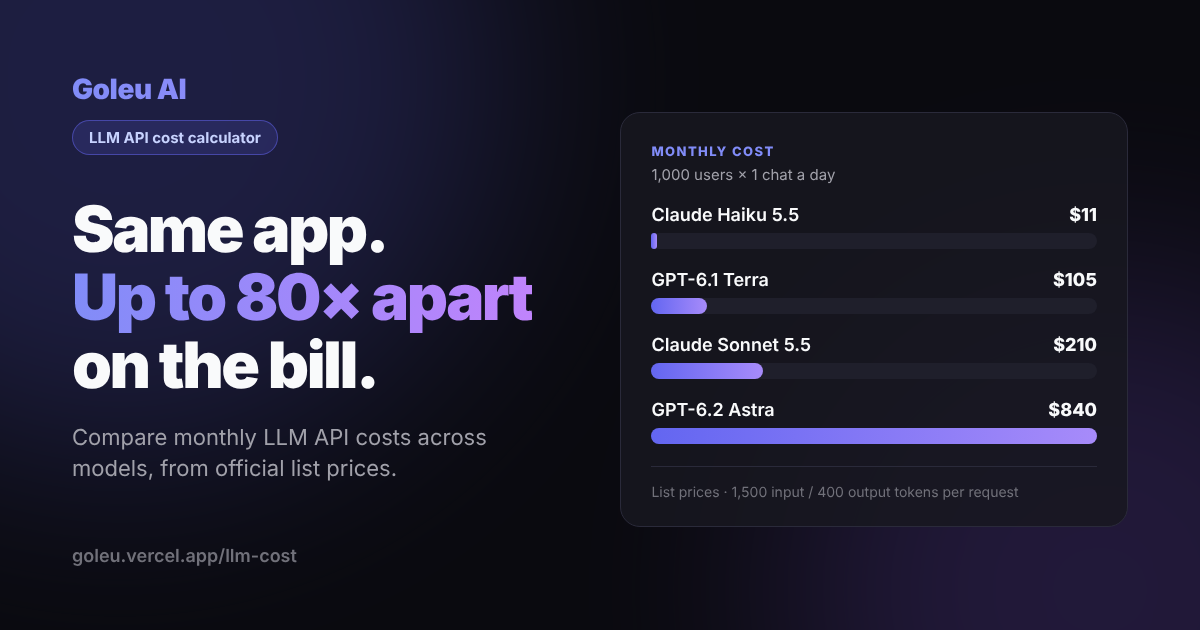 Goleu AI
LLM API cost calculator
Same app.
Up to 80× apart
on the bill.
Compare monthly LLM API costs across
models, from official list prices.
goleu.vercel.app/llm-cost
MONTHLY COST
1,000 users × 1 chat a day
Claude Haiku 5.5 $11
GPT-6.1 Terra $105
Claude Sonnet 5.5 $210
GPT-6.2 Astra $840
List prices · 1,500 input / 400 output tokens per request